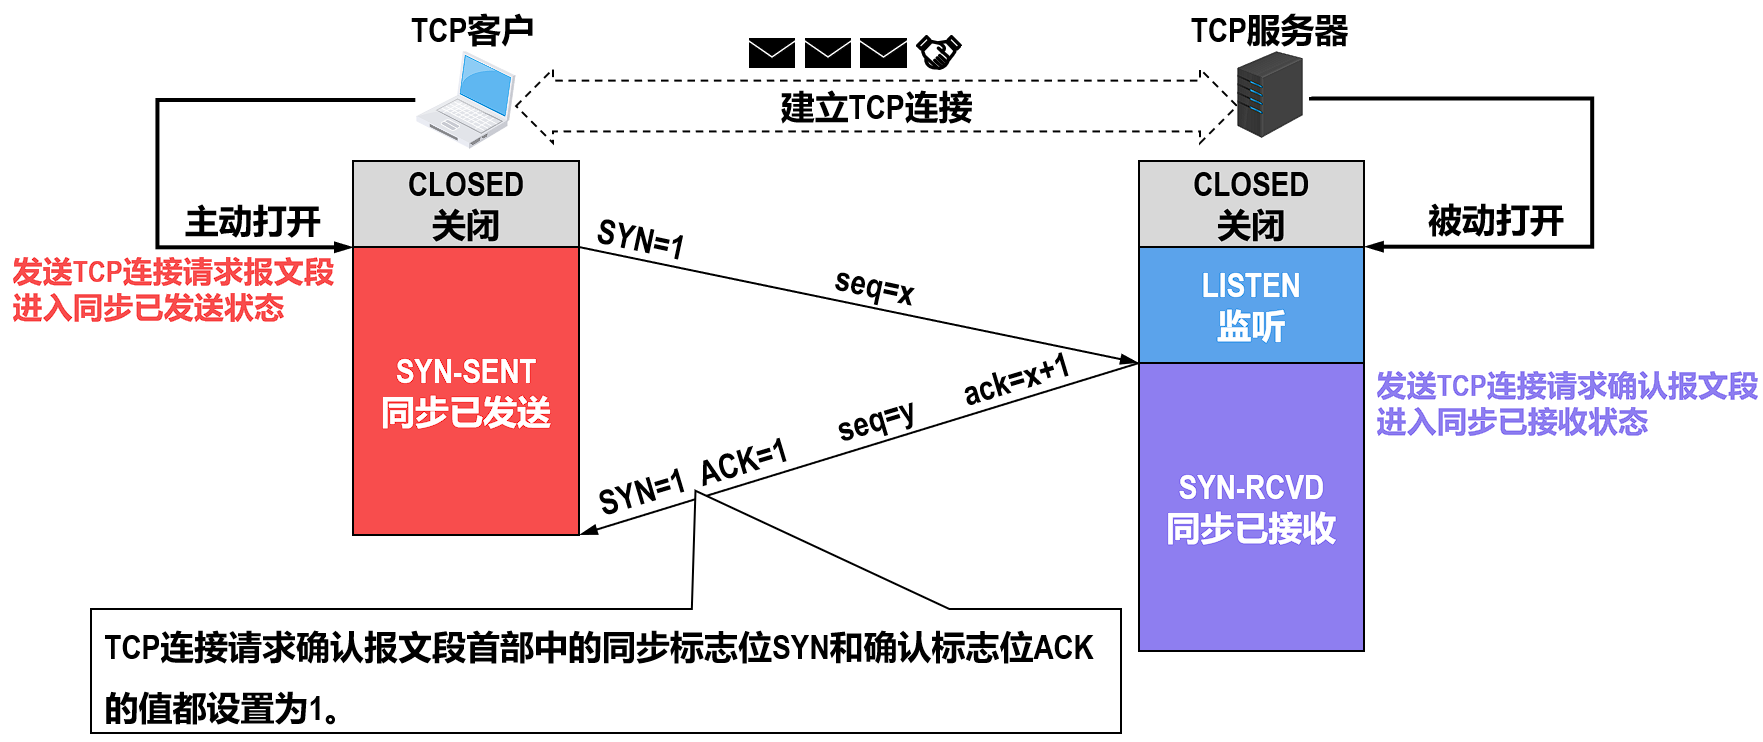 TCP客户
TCP服务器
建立TCP连接
CLOSED
关闭
CLOSED
关闭
主动打开
被动打开
发送TCP连接请求报文段
进入同步已发送状态
SYN=1
seq=x
LISTEN
监听
SYN-SENT
同步已发送
ack=x+1
seq=y
SYN=1 ACK=1
发送TCP连接请求确认报文段
进入同步已接收状态
SYN-RCVD
同步已接收
TCP连接请求确认报文段首部中的同步标志位SYN和确认标志位ACK
的值都设置为1。